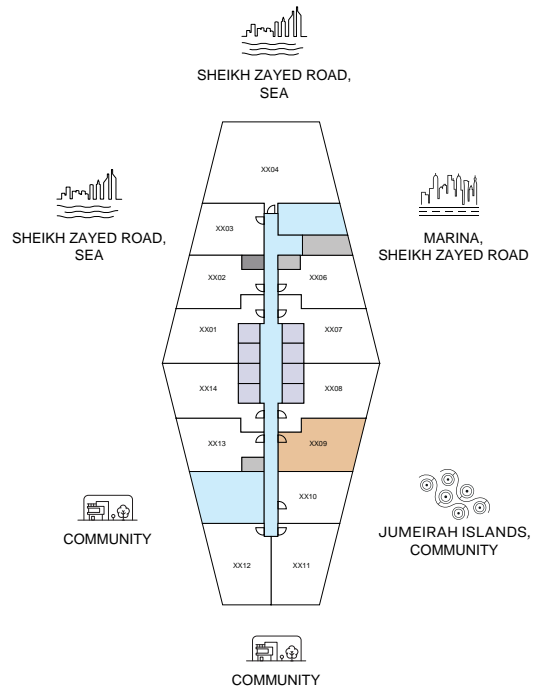 SHEIKH ZAYED ROAD,
SEA
XX04
SHEIKH ZAYED ROAD,
SEA
XX03
MARINA,
SHEIKH ZAYED ROAD
XX02
XX06
XX01
XX07
XX14
XX08
XX13
XX09
XX10
COMMUNITY
JUMEIRAH ISLANDS,
COMMUNITY
XX12
XX11
COMMUNITY